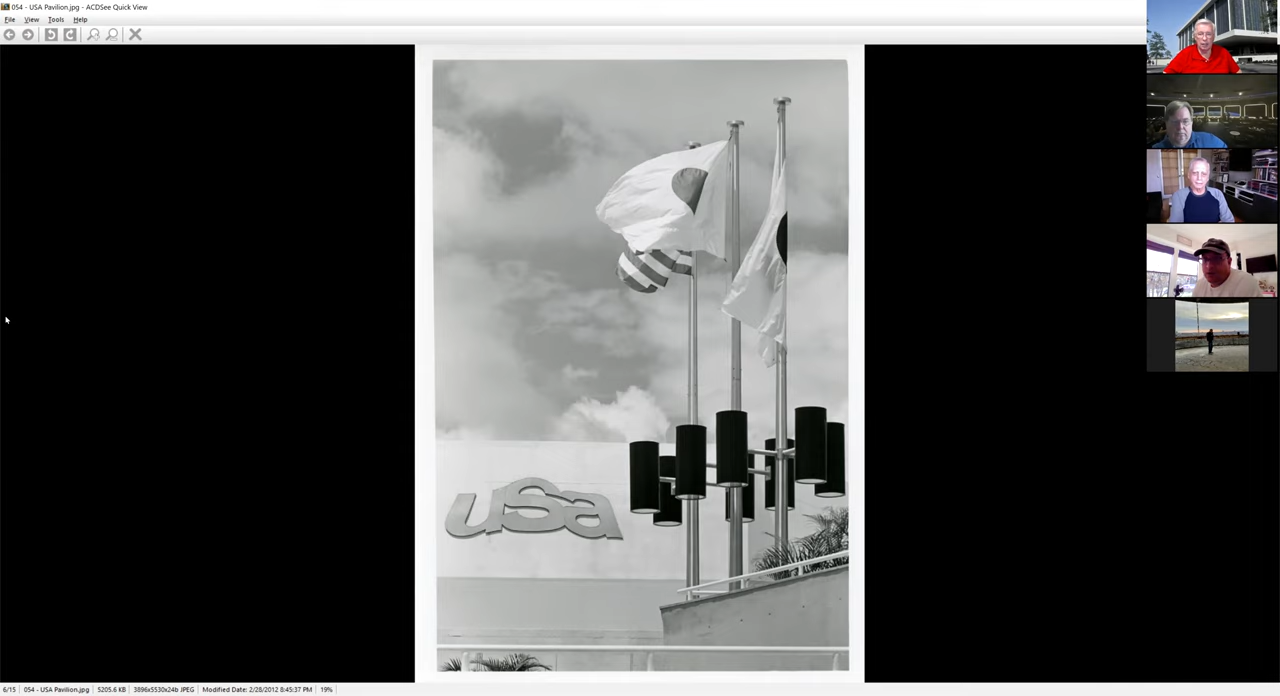 054 - USA Pavilion.jpg - ACDSee Quick View
File View Tools Help
usa
6/15 054 - USA Pavilion.jpg 5205.6 KB 3896x5530x24b JPEG Modified Date: 2/28/2012 8:45:37 PM 19%